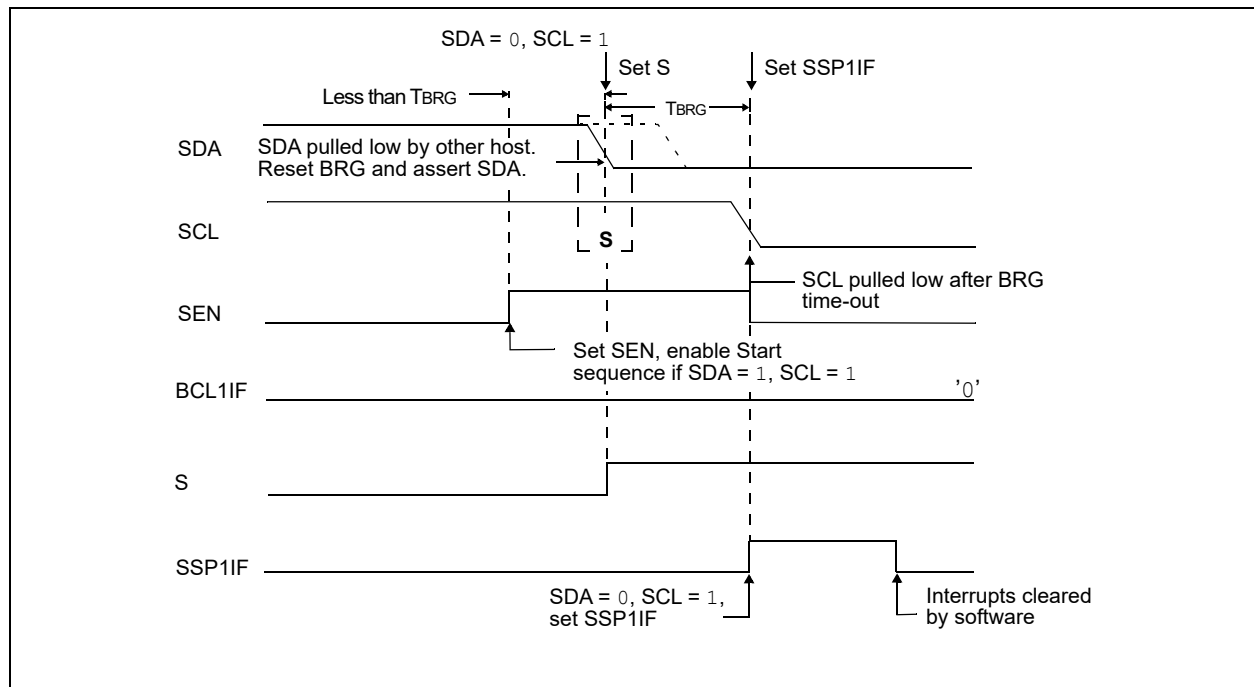 SDA = 0, SCL = 1
Set S
Set SSP1IF
Less than TBRG
TBRG
SDA
SDA pulled low by other host.
Reset BRG and assert SDA.
SCL
S
SCL pulled low after BRG
time-out
SEN
Set SEN, enable Start
sequence if SDA = 1, SCL = 1
BCL1IF
'0'
S
SSP1IF
SDA = 0, SCL = 1,
set SSP1IF
Interrupts cleared
by software